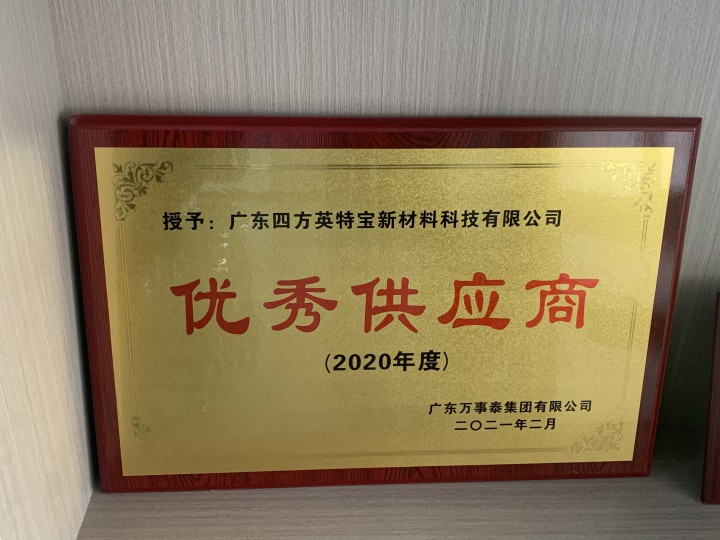 授予：广东四方英特宝新材料科技有限公司
优秀供应商
(2020年度)
广东万事泰集团有限公司
二〇二一年二月